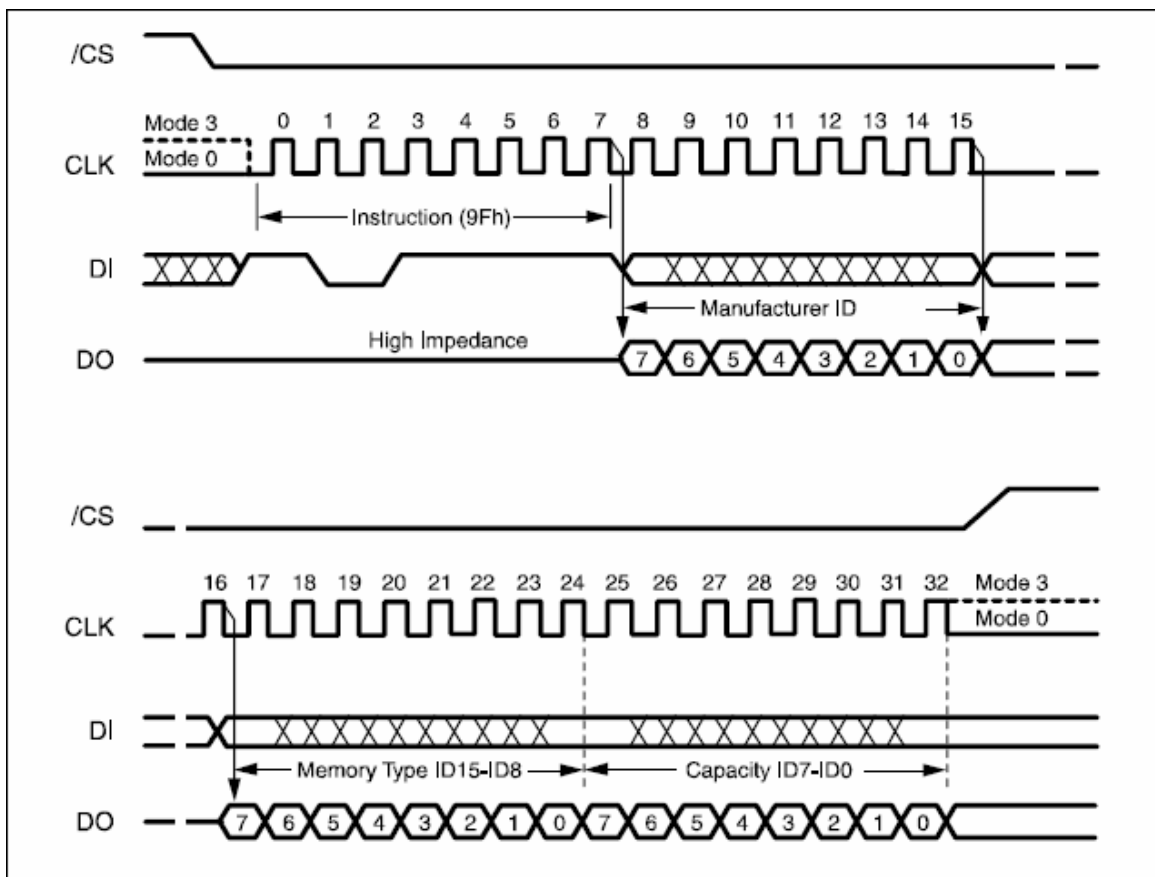 /CS
Mode 3
0 1 2 3 4 5 6 7 8 9 10 11 12 13 14 15
Mode 0
CLK
Instruction (9Fh)
DI
Manufacturer ID
High Impedance
DO
7 6 5 4 3 2 1 0
/CS
16 17 18 19 20 21 22 23 24 25 26 27 28 29 30 31 32
Mode 3
CLK
Mode 0
DI
Memory Type ID15-ID8
Capacity ID7-ID0
DO
7 6 5 4 3 2 1 0 7 6 5 4 3 2 1 0